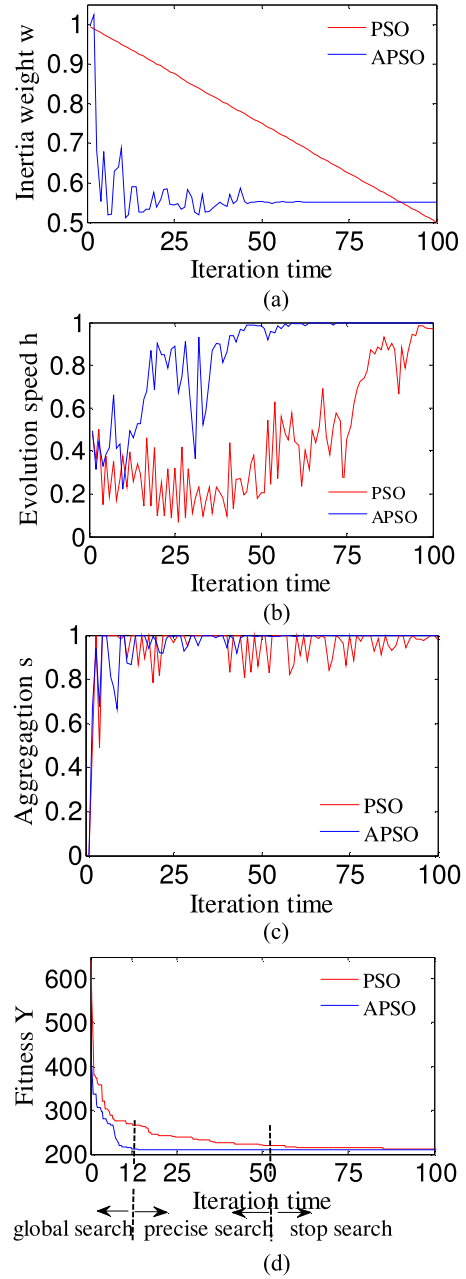 Inertia weight w
1
0.9
0.8
0.7
0.6
0.5
PSO
APSO
0 25 50 75 100
Iteration time
(a)
Evolution speed h
1
0.8
0.6
0.4
0.2
0
PSO
APSO
0 25 50 75 100
Iteration time
(b)
Aggregagtion s
1
0.8
0.6
0.4
0.2
0
PSO
APSO
0 25 50 75 100
Iteration time
(c)
Fitness Y
600
500
400
300
200
PSO
APSO
0 12 25 50 75 100
Iteration time
global search precise search stop search
(d)